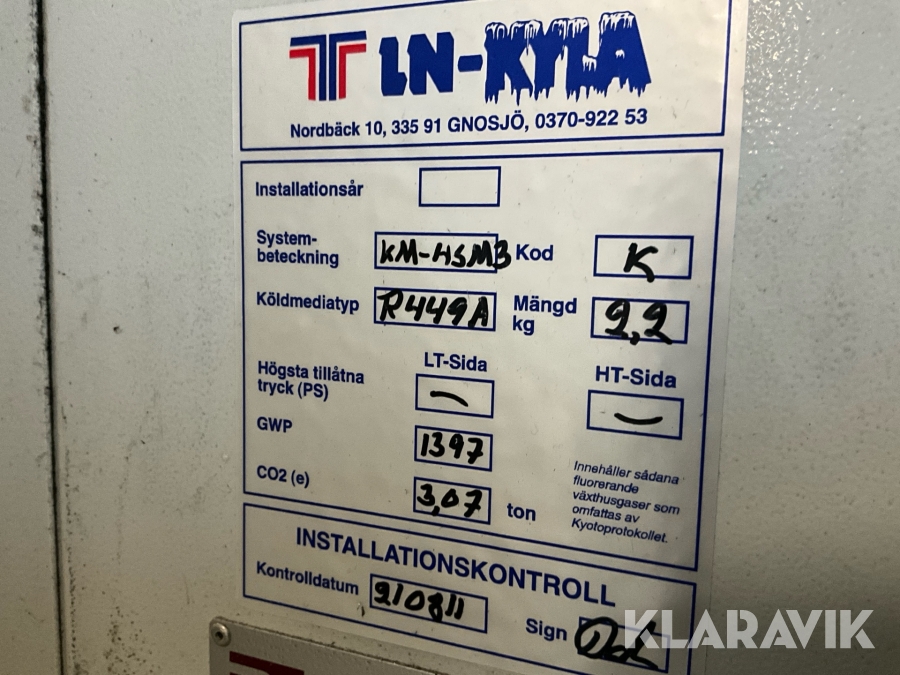 LN-KYLA
Nordbäck 10, 335 91 GNOSJÖ, 0370-922 53
Installationsår
System-
beteckning KM-HSM3 Kod K
Köldmediatyp R449A Mängd
kg 2,2
LT-Sida HT-Sida
Högsta tillåtna
tryck (PS) – –
GWP 1397
CO2 (e) 3,07 ton
Innehåller sådana
fluorerande
växthusgaser som
omfattas av
Kyotoprotokollet.
INSTALLATIONSKONTROLL
Kontrolldatum 210811 Sign
KLARAVIK